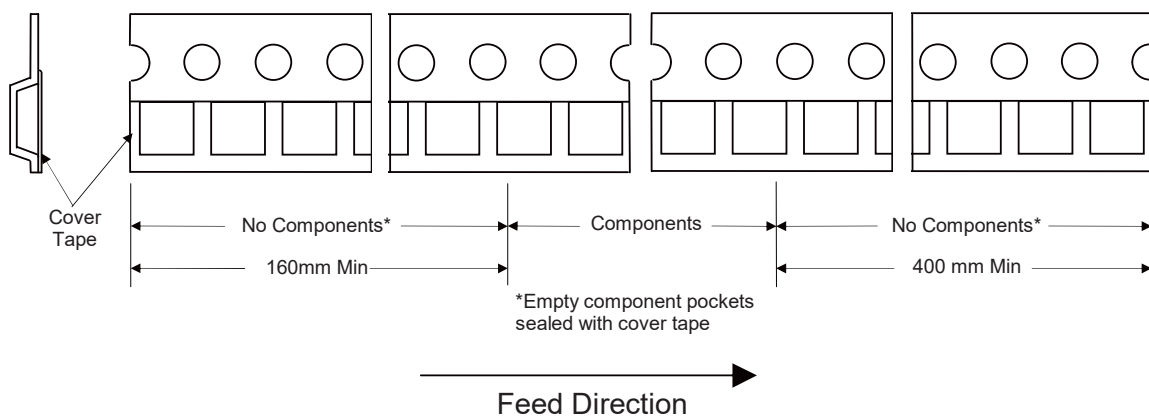 Cover
Tape
No Components*
Components
No Components*
160mm Min
400 mm Min
*Empty component pockets
sealed with cover tape
Feed Direction